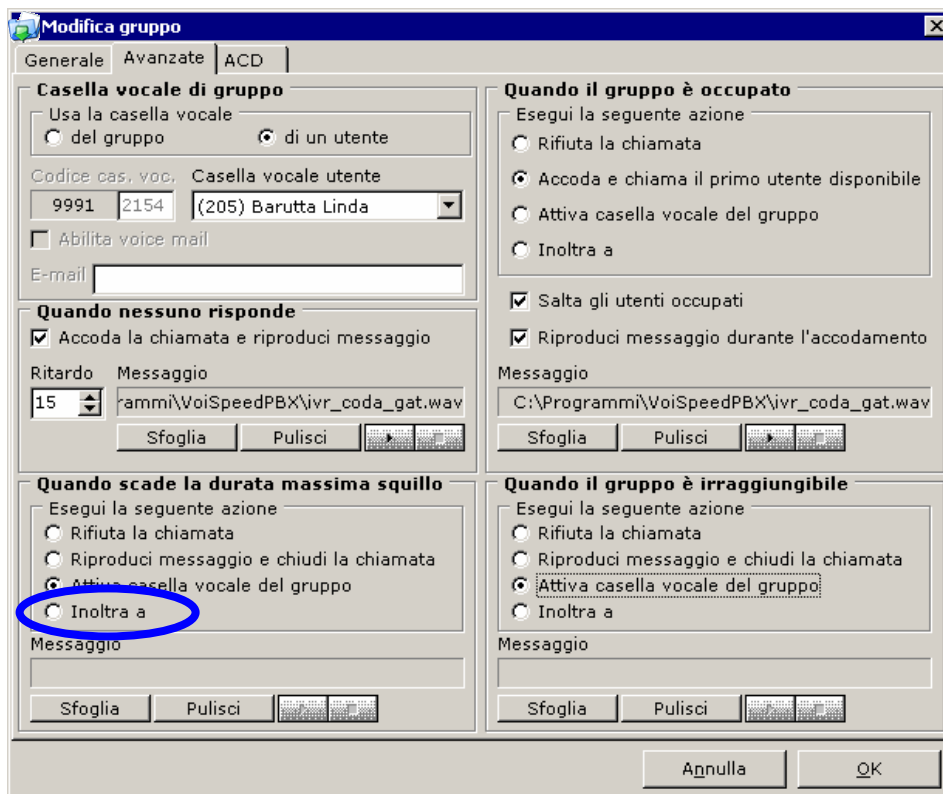 Modifica gruppo
Generale Avanzate ACD
Casella vocale di gruppo
Usa la casella vocale
del gruppo di un utente
Codice cas. voc. Casella vocale utente
9991 2154 (205) Barutta Linda
Abilita voice mail
E-mail
Quando nessuno risponde
Accoda la chiamata e riproduci messaggio
Ritardo Messaggio
15 rammi\VoiSpeedPBX\ivr_coda_gat.wav
Sfoglia Pulisci
Quando scade la durata massima squillo
Esegui la seguente azione
Rifiuta la chiamata
Riproduci messaggio e chiudi la chiamata
Attiva casella vocale del gruppo
Inoltra a
Messaggio
Sfoglia Pulisci
Quando il gruppo è occupato
Esegui la seguente azione
Rifiuta la chiamata
Accoda e chiama il primo utente disponibile
Attiva casella vocale del gruppo
Inoltra a
Salta gli utenti occupati
Riproduci messaggio durante l'accodamento
Messaggio
C:\Programmi\VoiSpeedPBX\ivr_coda_gat.wav
Sfoglia Pulisci
Quando il gruppo è irraggiungibile
Esegui la seguente azione
Rifiuta la chiamata
Riproduci messaggio e chiudi la chiamata
Attiva casella vocale del gruppo
Inoltra a
Messaggio
Sfoglia Pulisci
Annulla OK